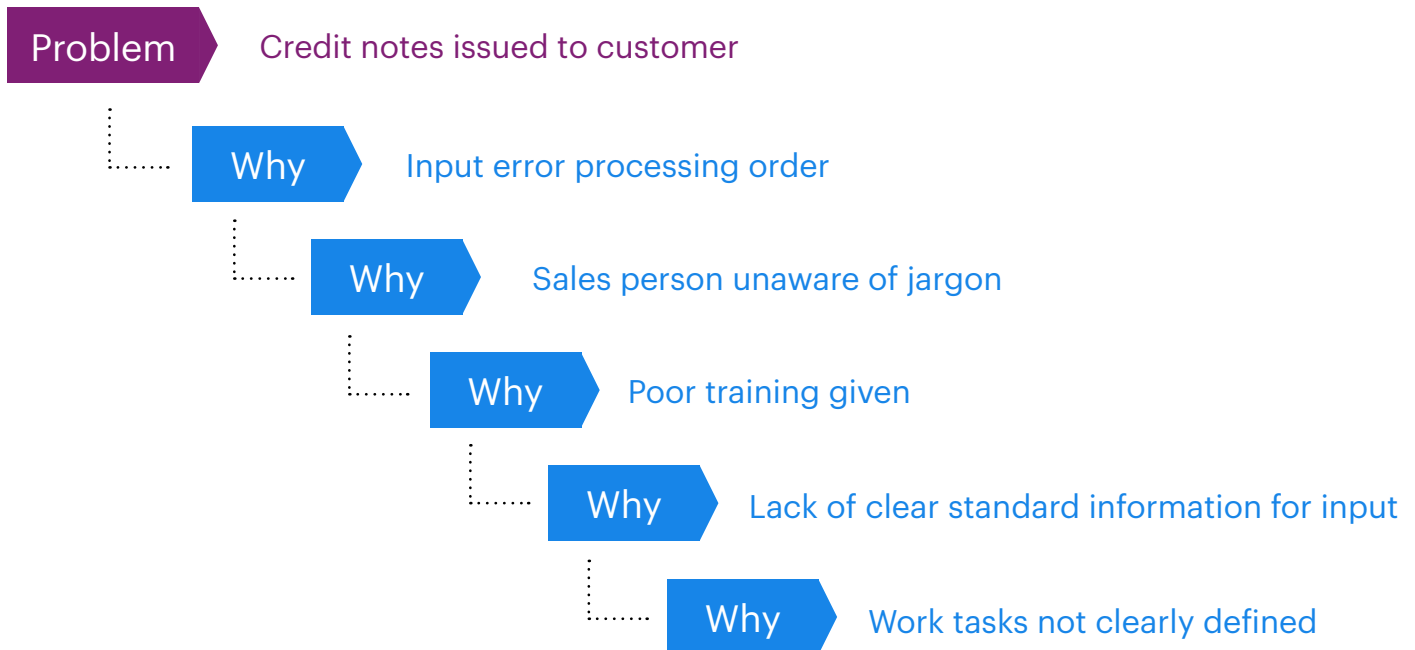 Problem Credit notes issued to customer
Why Input error processing order
Why Sales person unaware of jargon
Why Poor training given
Why Lack of clear standard information for input
Why Work tasks not clearly defined